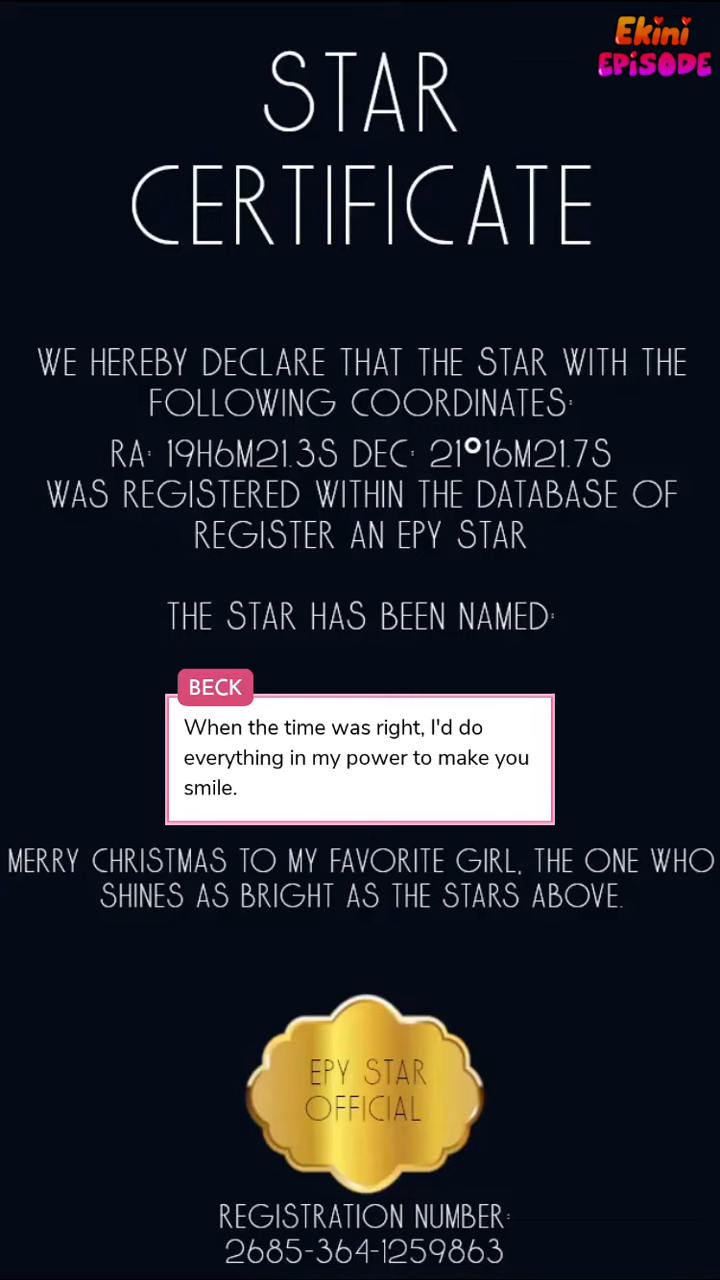 Ekini
EPiSODE
STAR
CERTIFICATE
WE HEREBY DECLARE THAT THE STAR WITH THE
FOLLOWING COORDINATES:
RA: 19H6M21.3S DEC: 21°16M21.7S
WAS REGISTERED WITHIN THE DATABASE OF
REGISTER AN EPY STAR
THE STAR HAS BEEN NAMED:
BECK
When the time was right, I'd do
everything in my power to make you
smile.
MERRY CHRISTMAS TO MY FAVORITE GIRL, THE ONE WHO
SHINES AS BRIGHT AS THE STARS ABOVE.
EPY STAR
OFFICIAL
REGISTRATION NUMBER:
2685-364-1259863